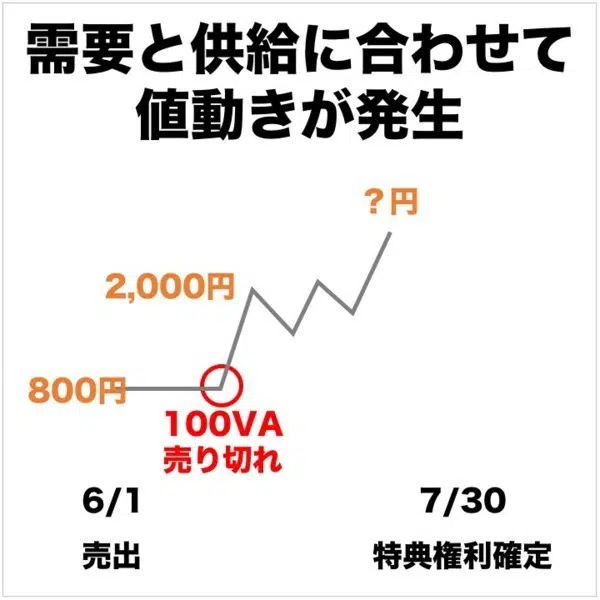 需要と供給に合わせて
値動きが発生
？円
2,000円
800円
100VA
売り切れ
6/1
売出
7/30
特典権利確定